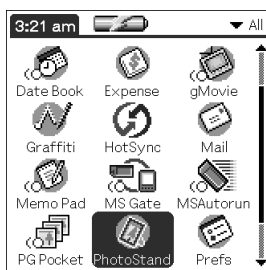 3:21 am All
Date Book Expense gMovie
Graffiti HotSync Mail
Memo Pad MS Gate MSAutorun
PG Pocket PhotoStand Prefs